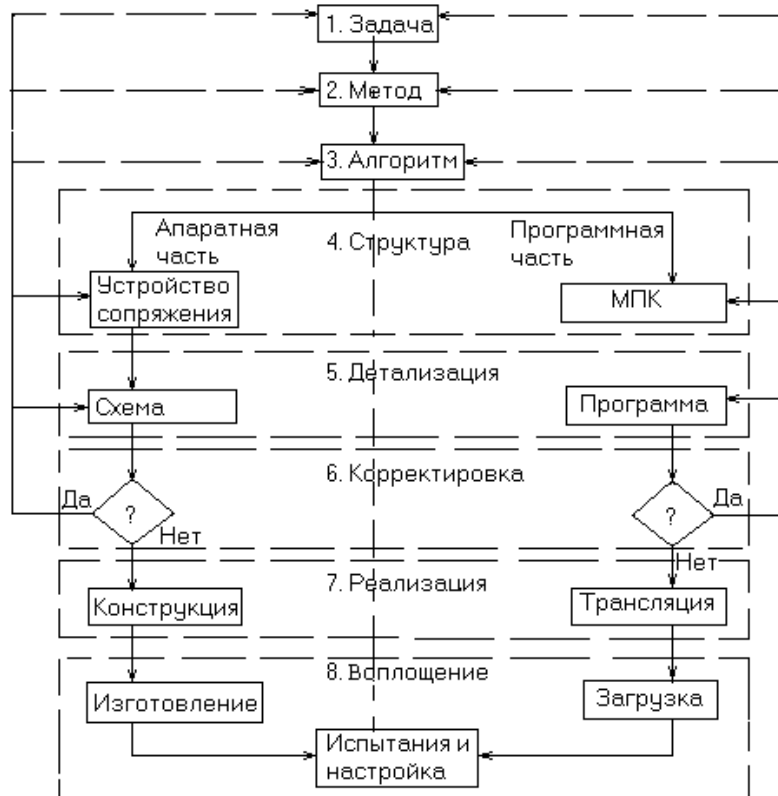 1. Задача
2. Метод
3. Алгоритм
Апаратная
часть
4. Структура
Программная
часть
Устройство
сопряжения
МПК
5. Детализация
Схема
Программа
6. Корректировка
Да
?
Нет
?
Да
Нет
7. Реализация
Конструкция
Трансляция
8. Воплощение
Изготовление
Загрузка
Испытания и
настройка